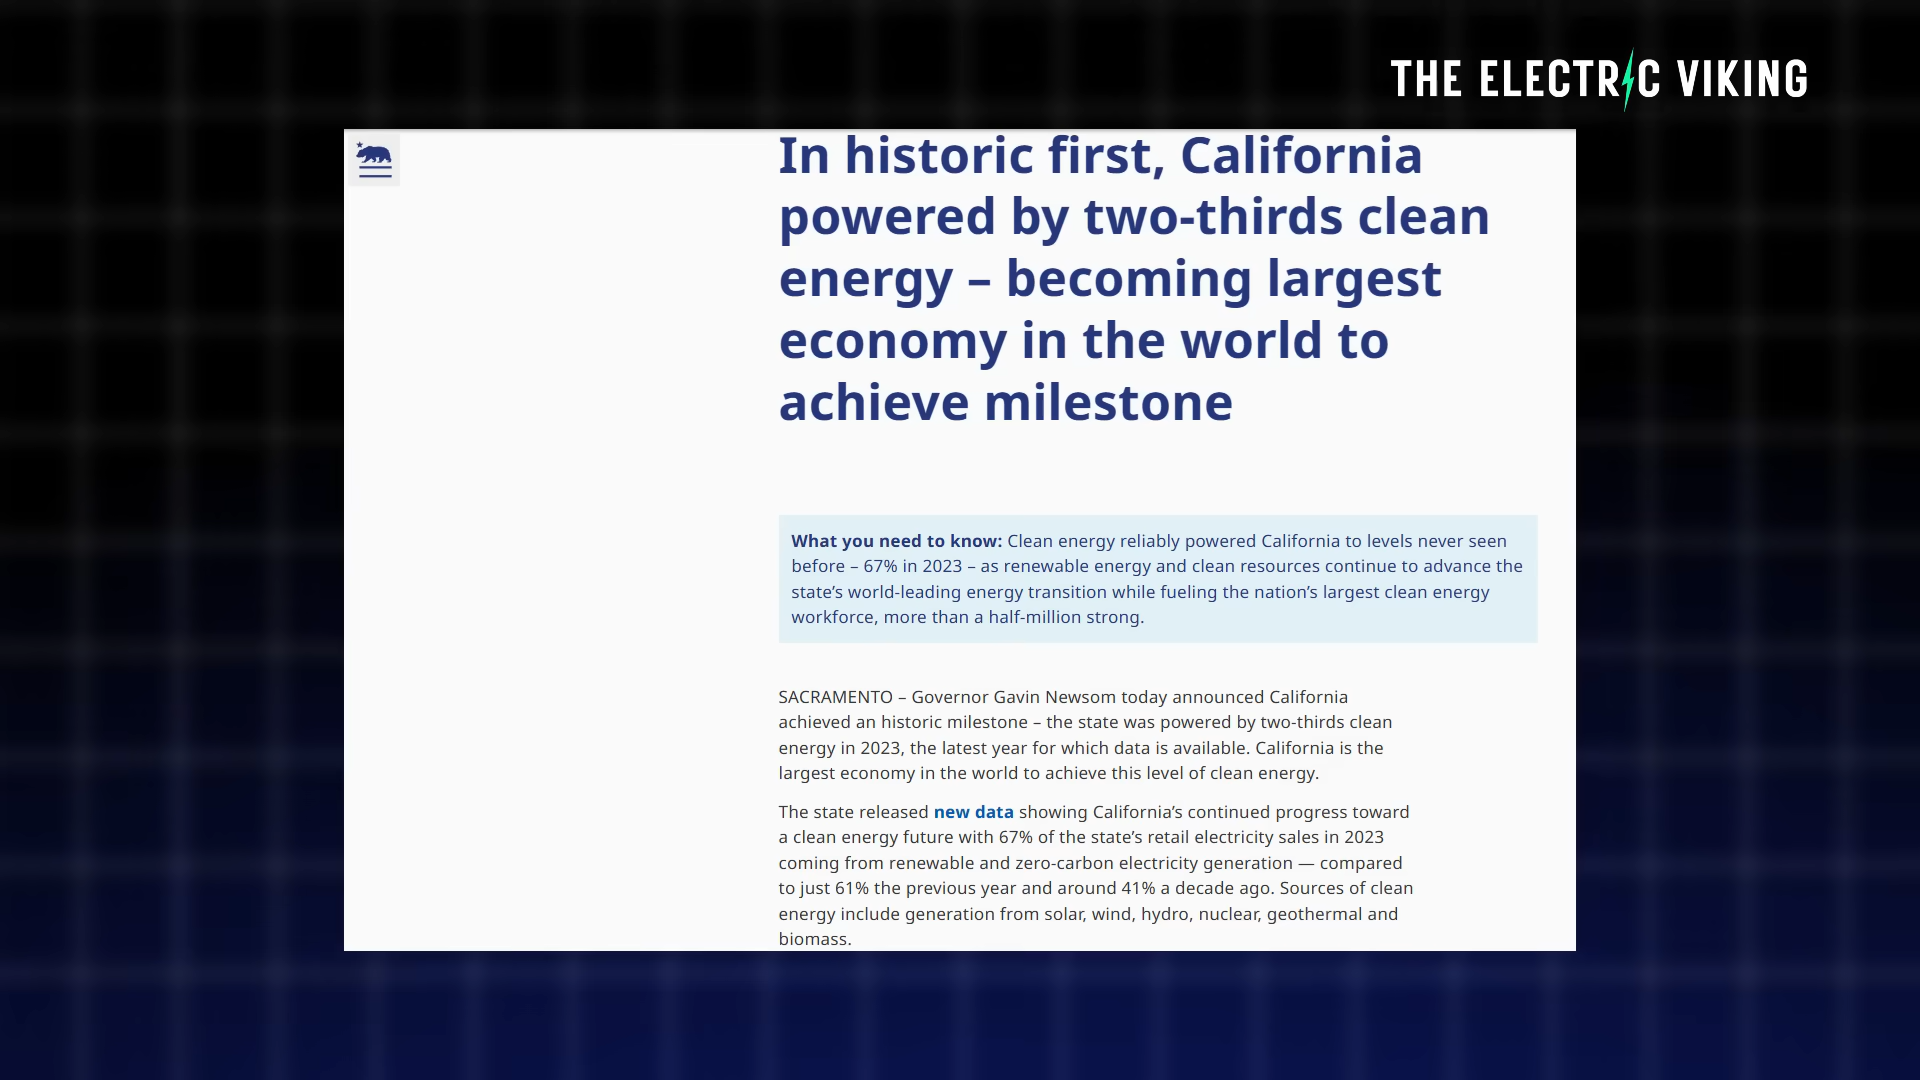 THE ELECTRIC VIKING
In historic first, California
powered by two-thirds clean
energy – becoming largest
economy in the world to
achieve milestone
What you need to know: Clean energy reliably powered California to levels never seen
before – 67% in 2023 – as renewable energy and clean resources continue to advance the
state’s world-leading energy transition while fueling the nation’s largest clean energy
workforce, more than a half-million strong.
SACRAMENTO – Governor Gavin Newsom today announced California
achieved an historic milestone – the state was powered by two-thirds clean
energy in 2023, the latest year for which data is available. California is the
largest economy in the world to achieve this level of clean energy.
The state released new data showing California’s continued progress toward
a clean energy future with 67% of the state’s retail electricity sales in 2023
coming from renewable and zero-carbon electricity generation — compared
to just 61% the previous year and around 41% a decade ago. Sources of clean
energy include generation from solar, wind, hydro, nuclear, geothermal and
biomass.